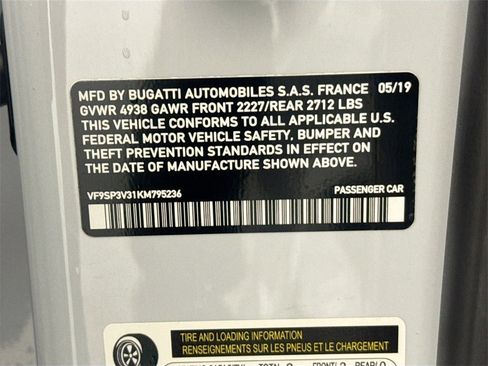 MFD BY BUGATTI AUTOMOBILES S.A.S. FRANCE 05/19
GVWR 4938 GAWR FRONT 2227/REAR 2712 LBS
THIS VEHICLE CONFORMS TO ALL APPLICABLE U.S.
FEDERAL MOTOR VEHICLE SAFETY, BUMPER AND
THEFT PREVENTION STANDARDS IN EFFECT ON
THE DATE OF MANUFACTURE SHOWN ABOVE.
VF9SP3V31KM795236 PASSENGER CAR
TIRE AND LOADING INFORMATION
RENSEIGNEMENTS SUR LES PNEUS ET LE CHARGEMENT